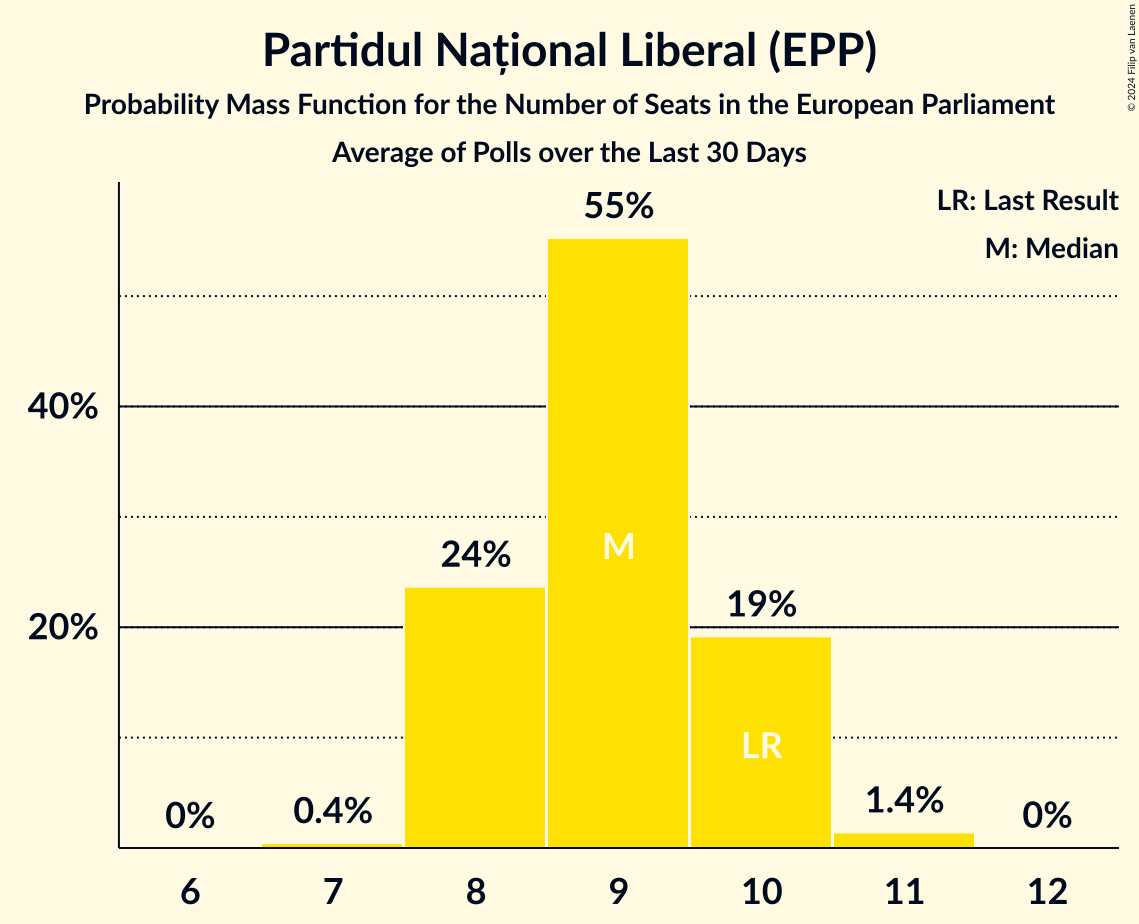 Partidul Național Liberal (EPP)
Probability Mass Function for the Number of Seats in the European Parliament
Average of Polls over the Last 30 Days
© 2024 Filip van Laenen
LR: Last Result
M: Median
55%
40%
M
24%
19%
20%
LR
0%
0.4%
1.4%
0%
6
7
8
9
10
11
12